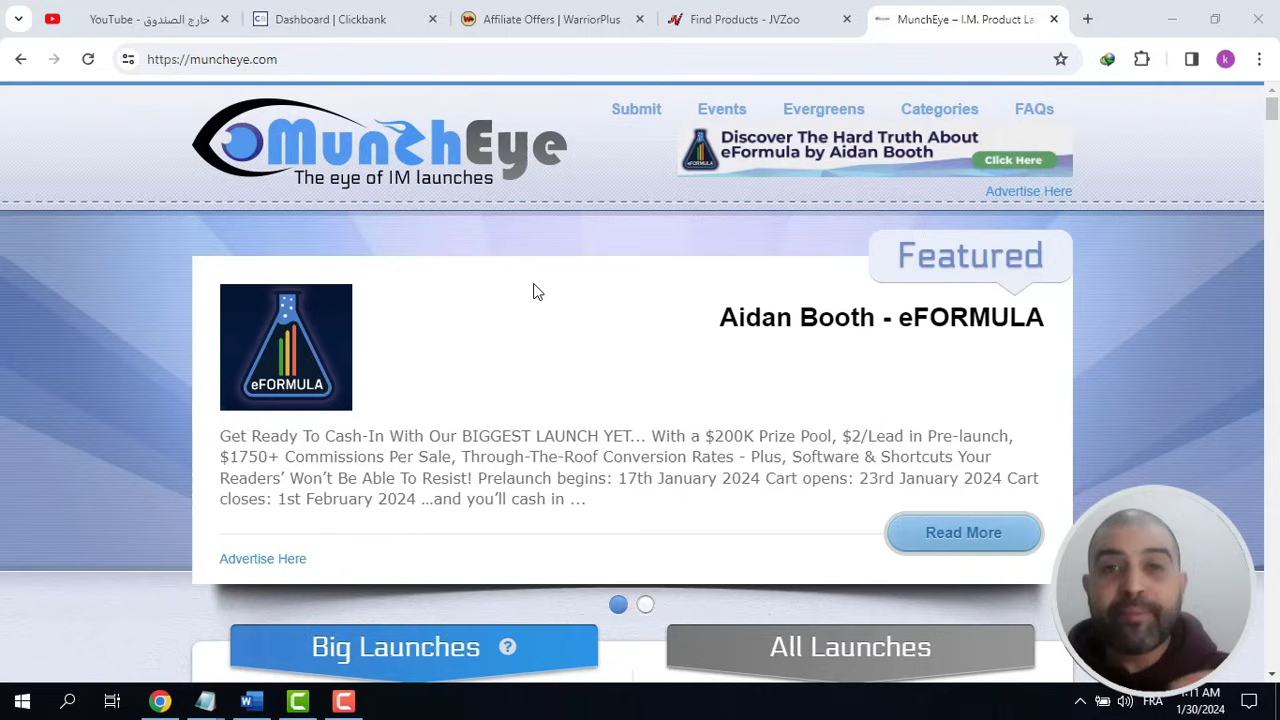 YouTube - خارج الصندوق
Dashboard | Clickbank
Affiliate Offers | WarriorPlus
Find Products - JVZoo
MunchEye – I.M. Product La
https://muncheye.com
k
MunchEye
The eye of IM launches
Submit
Events
Evergreens
Categories
FAQs
eFORMULA
Discover The Hard Truth About
eFormula by Aidan Booth
Click Here
Advertise Here
Featured
Aidan Booth - eFORMULA
eFORMULA
Get Ready To Cash-In With Our BIGGEST LAUNCH YET... With a $200K Prize Pool, $2/Lead in Pre-launch,
$1750+ Commissions Per Sale, Through-The-Roof Conversion Rates - Plus, Software & Shortcuts Your
Readers’ Won’t Be Able To Resist! Prelaunch begins: 17th January 2024 Cart opens: 23rd January 2024 Cart
closes: 1st February 2024 …and you’ll cash in ...
Read More
Advertise Here
Big Launches ?
All Launches
FRA
:11 AM
1/30/2024